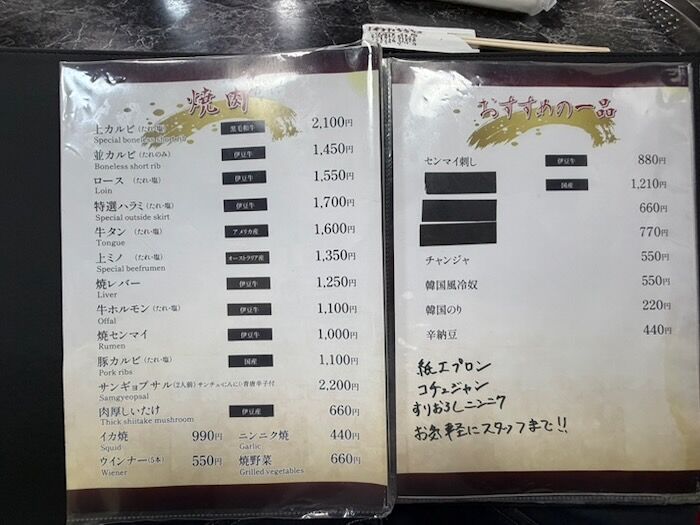 焼肉
上カルビ (たれ·塩) 黒毛和牛 2,100円
Special boneless short rib
並カルビ (たれのみ) 伊豆牛 1,450円
Boneless short rib
ロース (たれ·塩) 伊豆牛 1,550円
Loin
特選ハラミ (たれ·塩) 伊豆牛 1,700円
Special outside skirt
牛タン (たれ·塩) アメリカ産 1,600円
Tongue
上ミノ (たれ·塩) オーストラリア産 1,350円
Special beefrumen
焼レバー 伊豆牛 1,250円
Liver
牛ホルモン (たれ·塩) 伊豆牛 1,100円
Offal
焼センマイ 伊豆牛 1,000円
Rumen
豚カルビ (たれ·塩) 国産 1,100円
Pork ribs
サンギョプサル (2人前) サンチュにんにく青唐辛子付 2,200円
Samgyeopsal
肉厚しいたけ 伊豆産 660円
Thick shiitake mushroom
イカ焼 990円 ニンニク焼 440円
Squid Garlic
ウインナー (5本) 550円 焼野菜 660円
Wiener Grilled vegetables
おすすめの一品
センマイ刺し 伊豆牛 880円
国産 1,210円
660円
770円
チャンジャ 550円
韓国風冷奴 550円
韓国のり 220円
辛納豆 440円
紙エプロン
コチュジャン
すりおろしニンニク
お気軽にスタッフまで!!